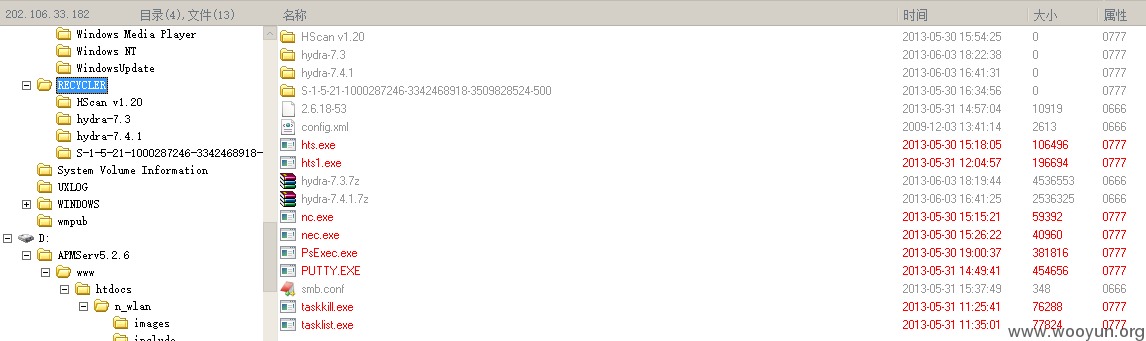 202.106.33.182 目录(4),文件(13) 名称 时间 大小 属性
Windows Media Player
Windows NT
WindowsUpdate
RECYCLER
HScan v1.20
hydra-7.3
hydra-7.4.1
S-1-5-21-1000287246-3342468918-
System Volume Information
UXLOG
WINDOWS
wmpub
D:
APMServ5.2.6
www
htdocs
n_wlan
images
include
HScan v1.20 2013-05-30 15:54:25 0 0777
hydra-7.3 2013-06-03 18:22:38 0 0777
hydra-7.4.1 2013-06-03 16:41:31 0 0777
S-1-5-21-1000287246-3342468918-3509828524-500 2013-05-30 16:34:56 0 0777
2.6.18-53 2013-05-31 14:57:04 10919 0666
config.xml 2009-12-03 13:41:14 2613 0666
hts.exe 2013-05-30 15:18:05 106496 0777
hts1.exe 2013-05-31 12:04:57 196694 0777
hydra-7.3.7z 2013-06-03 18:19:44 4536553 0666
hydra-7.4.1.7z 2013-06-03 16:41:25 2536325 0666
nc.exe 2013-05-30 15:15:21 59392 0777
nec.exe 2013-05-30 15:26:22 40960 0777
PsExec.exe 2013-05-30 19:00:37 381816 0777
PUTTY.EXE 2013-05-31 14:49:41 454656 0777
smb.conf 2013-05-31 15:37:49 348 0666
taskkill.exe 2013-05-31 11:25:41 76288 0777
tasklist.exe 2013-05-31 11:35:01 77824 0777
www.wooyun.org